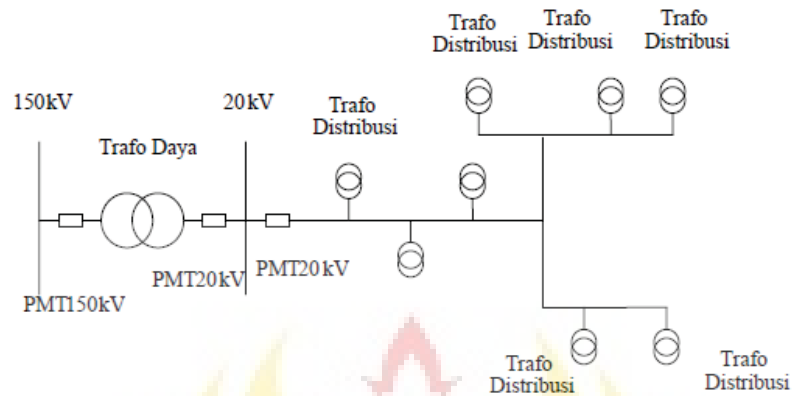 Trafo
Distribusi
Trafo
Distribusi
Trafo
Distribusi
150kV
20kV
Trafo
Distribusi
Trafo Daya
PMT150kV
PMT20kV
PMT20kV
Trafo
Distribusi
Trafo
Distribusi